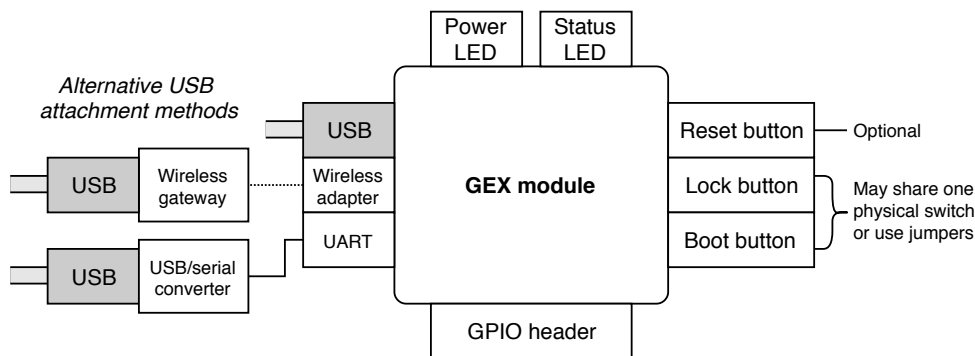 Power
LED
Status
LED
Alternative USB
attachment methods
USB
Wireless
gateway
USB
USB/serial
converter
USB
Wireless
adapter
UART
GEX module
Reset button
Lock button
Boot button
Optional
May share one
physical switch
or use jumpers
GPIO header